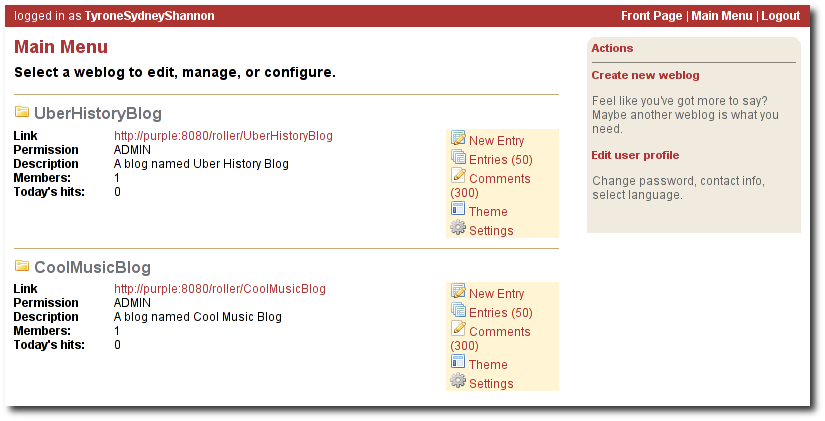 logged in as TyroneSydneyShannon
Front Page | Main Menu | Logout
Main Menu
Select a weblog to edit, manage, or configure.
UberHistoryBlog
Link http://purple:8080/roller/UberHistoryBlog
Permission ADMIN
Description A blog named Uber History Blog
Members: 1
Today's hits: 0
New Entry
Entries (50)
Comments
(300)
Theme
Settings
CoolMusicBlog
Link http://purple:8080/roller/CoolMusicBlog
Permission ADMIN
Description A blog named Cool Music Blog
Members: 1
Today's hits: 0
New Entry
Entries (50)
Comments
(300)
Theme
Settings
Actions
Create new weblog
Feel like you've got more to say?
Maybe another weblog is what you
need.
Edit user profile
Change password, contact info,
select language.